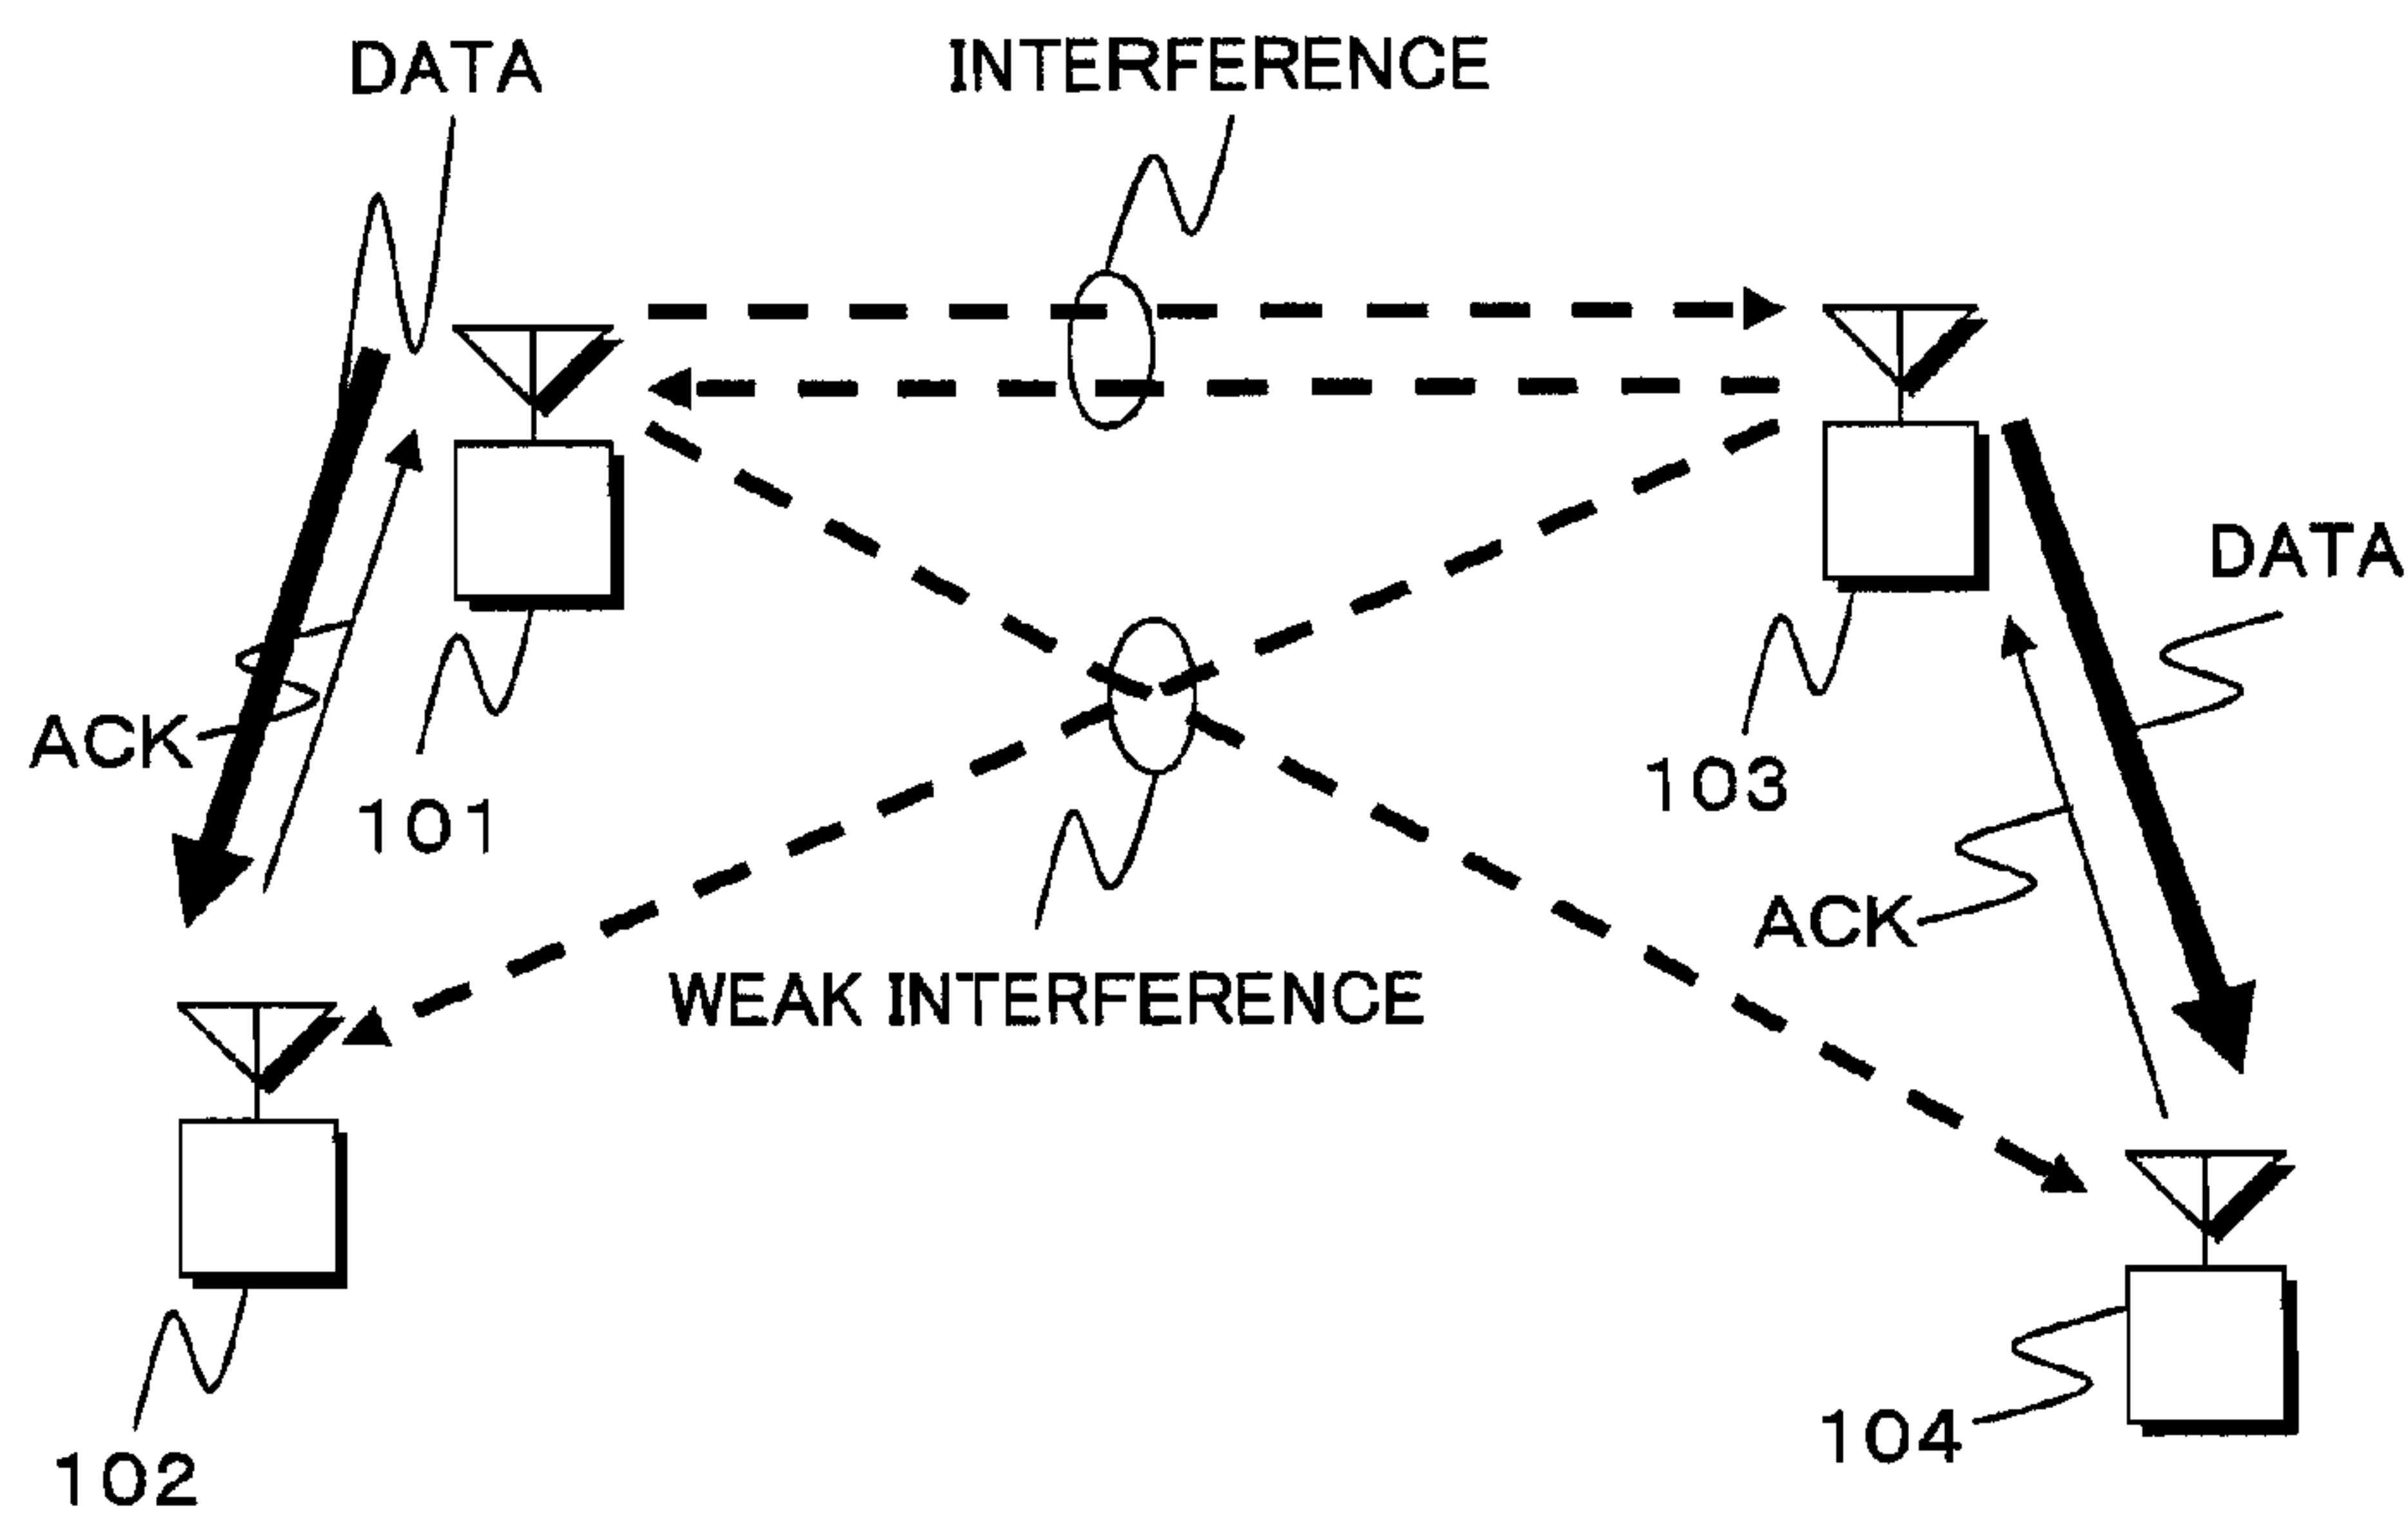 DATA
INTERFERENCE
DATA
ACK
101
103
ACK
WEAK INTERFERENCE
102
104